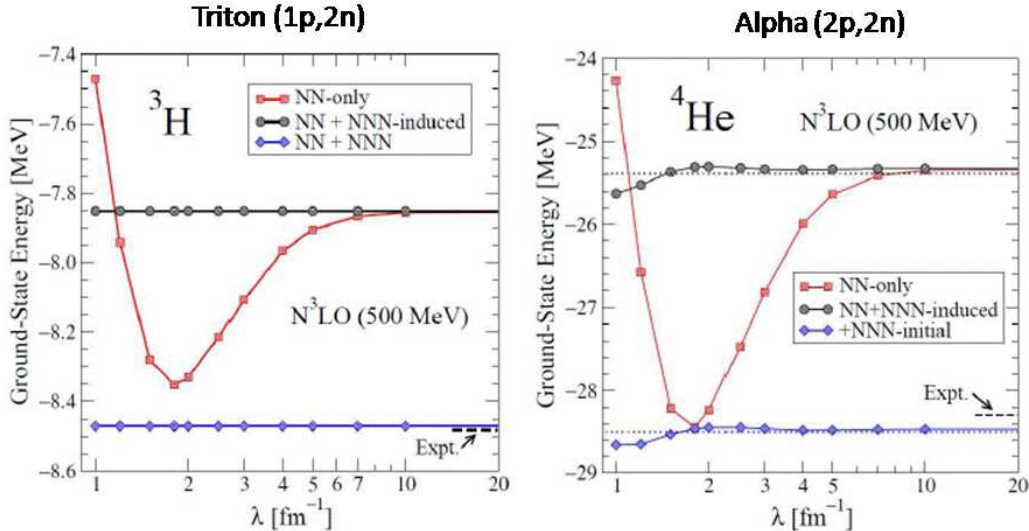 Triton (1p,2n)
−7.4
−7.6
−7.8
−8.0
−8.2
−8.4
−8.6
Ground-State Energy [MeV]
³H
NN-only
NN + NNN-induced
NN + NNN
N³LO (500 MeV)
Expt.
1 2 3 4 5 6 7 10 20
λ [fm⁻¹]
Alpha (2p,2n)
−24
−25
−26
−27
−28
−29
Ground-State Energy [MeV]
⁴He
N³LO (500 MeV)
NN-only
NN+NNN-induced
+NNN-initial
Expt.
1 2 3 4 5 7 10 20
λ [fm⁻¹]